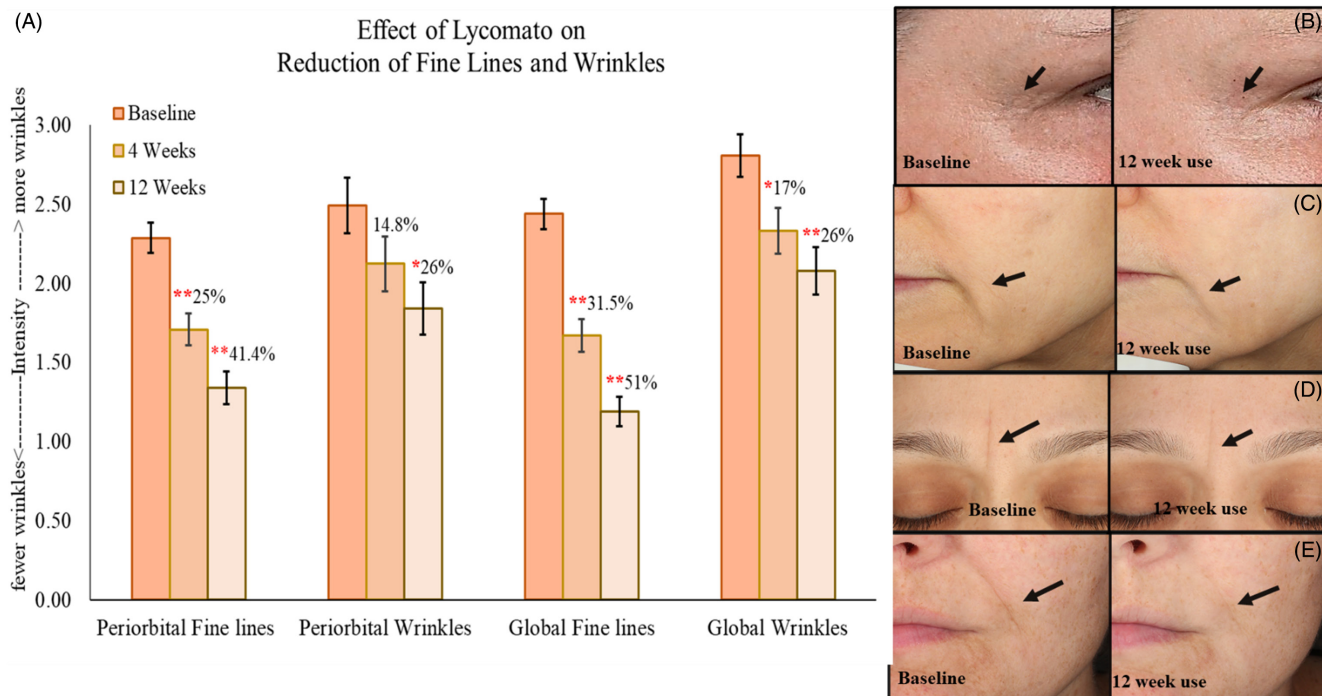 (A)
Effect of Lycomato on
Reduction of Fine Lines and Wrinkles
Baseline
4 Weeks
12 Weeks
fewer wrinkles<-----------Intensity --------> more wrinkles
3.00
2.50
2.00
1.50
1.00
0.50
0.00
**25%
**41.4%
14.8%
*26%
**31.5%
**51%
*17%
**26%
Periorbital Fine lines
Periorbital Wrinkles
Global Fine lines
Global Wrinkles
(B)
Baseline
12 week use
(C)
Baseline
12 week use
(D)
Baseline
12 week use
(E)
Baseline
12 week use